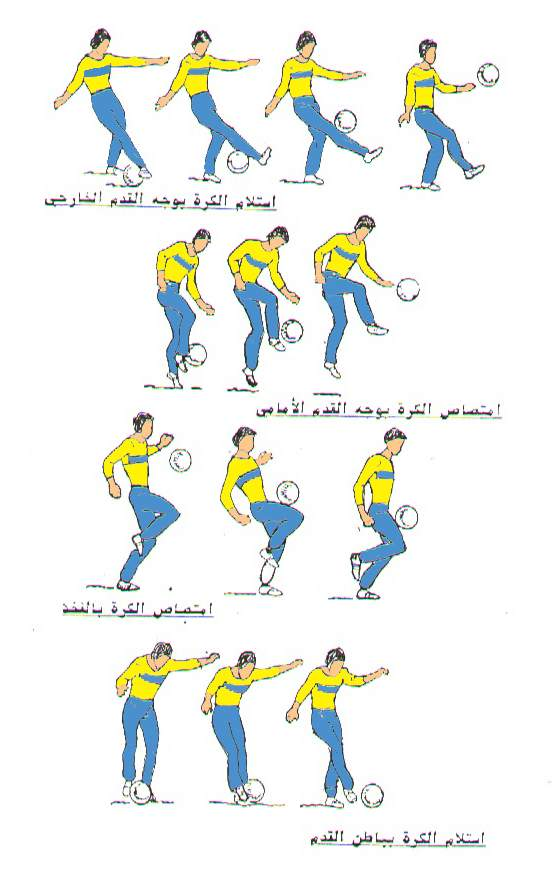 استلام الكرة بوجه القدم الخارجي
امتصاص الكرة بوجه القدم الأمامي
امتصاص الكرة بالفخذ
استلام الكرة بباطن القدم